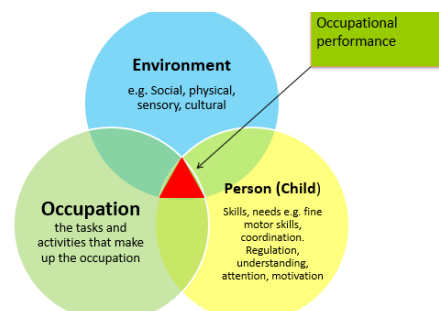 Occupational
performance
Environment
e.g. Social, physical,
sensory, cultural
Occupation
the tasks and
activities that make
up the occupation
Person (Child)
Skills, needs e.g. fine
motor skills,
coordination.
Regulation,
understanding,
attention, motivation